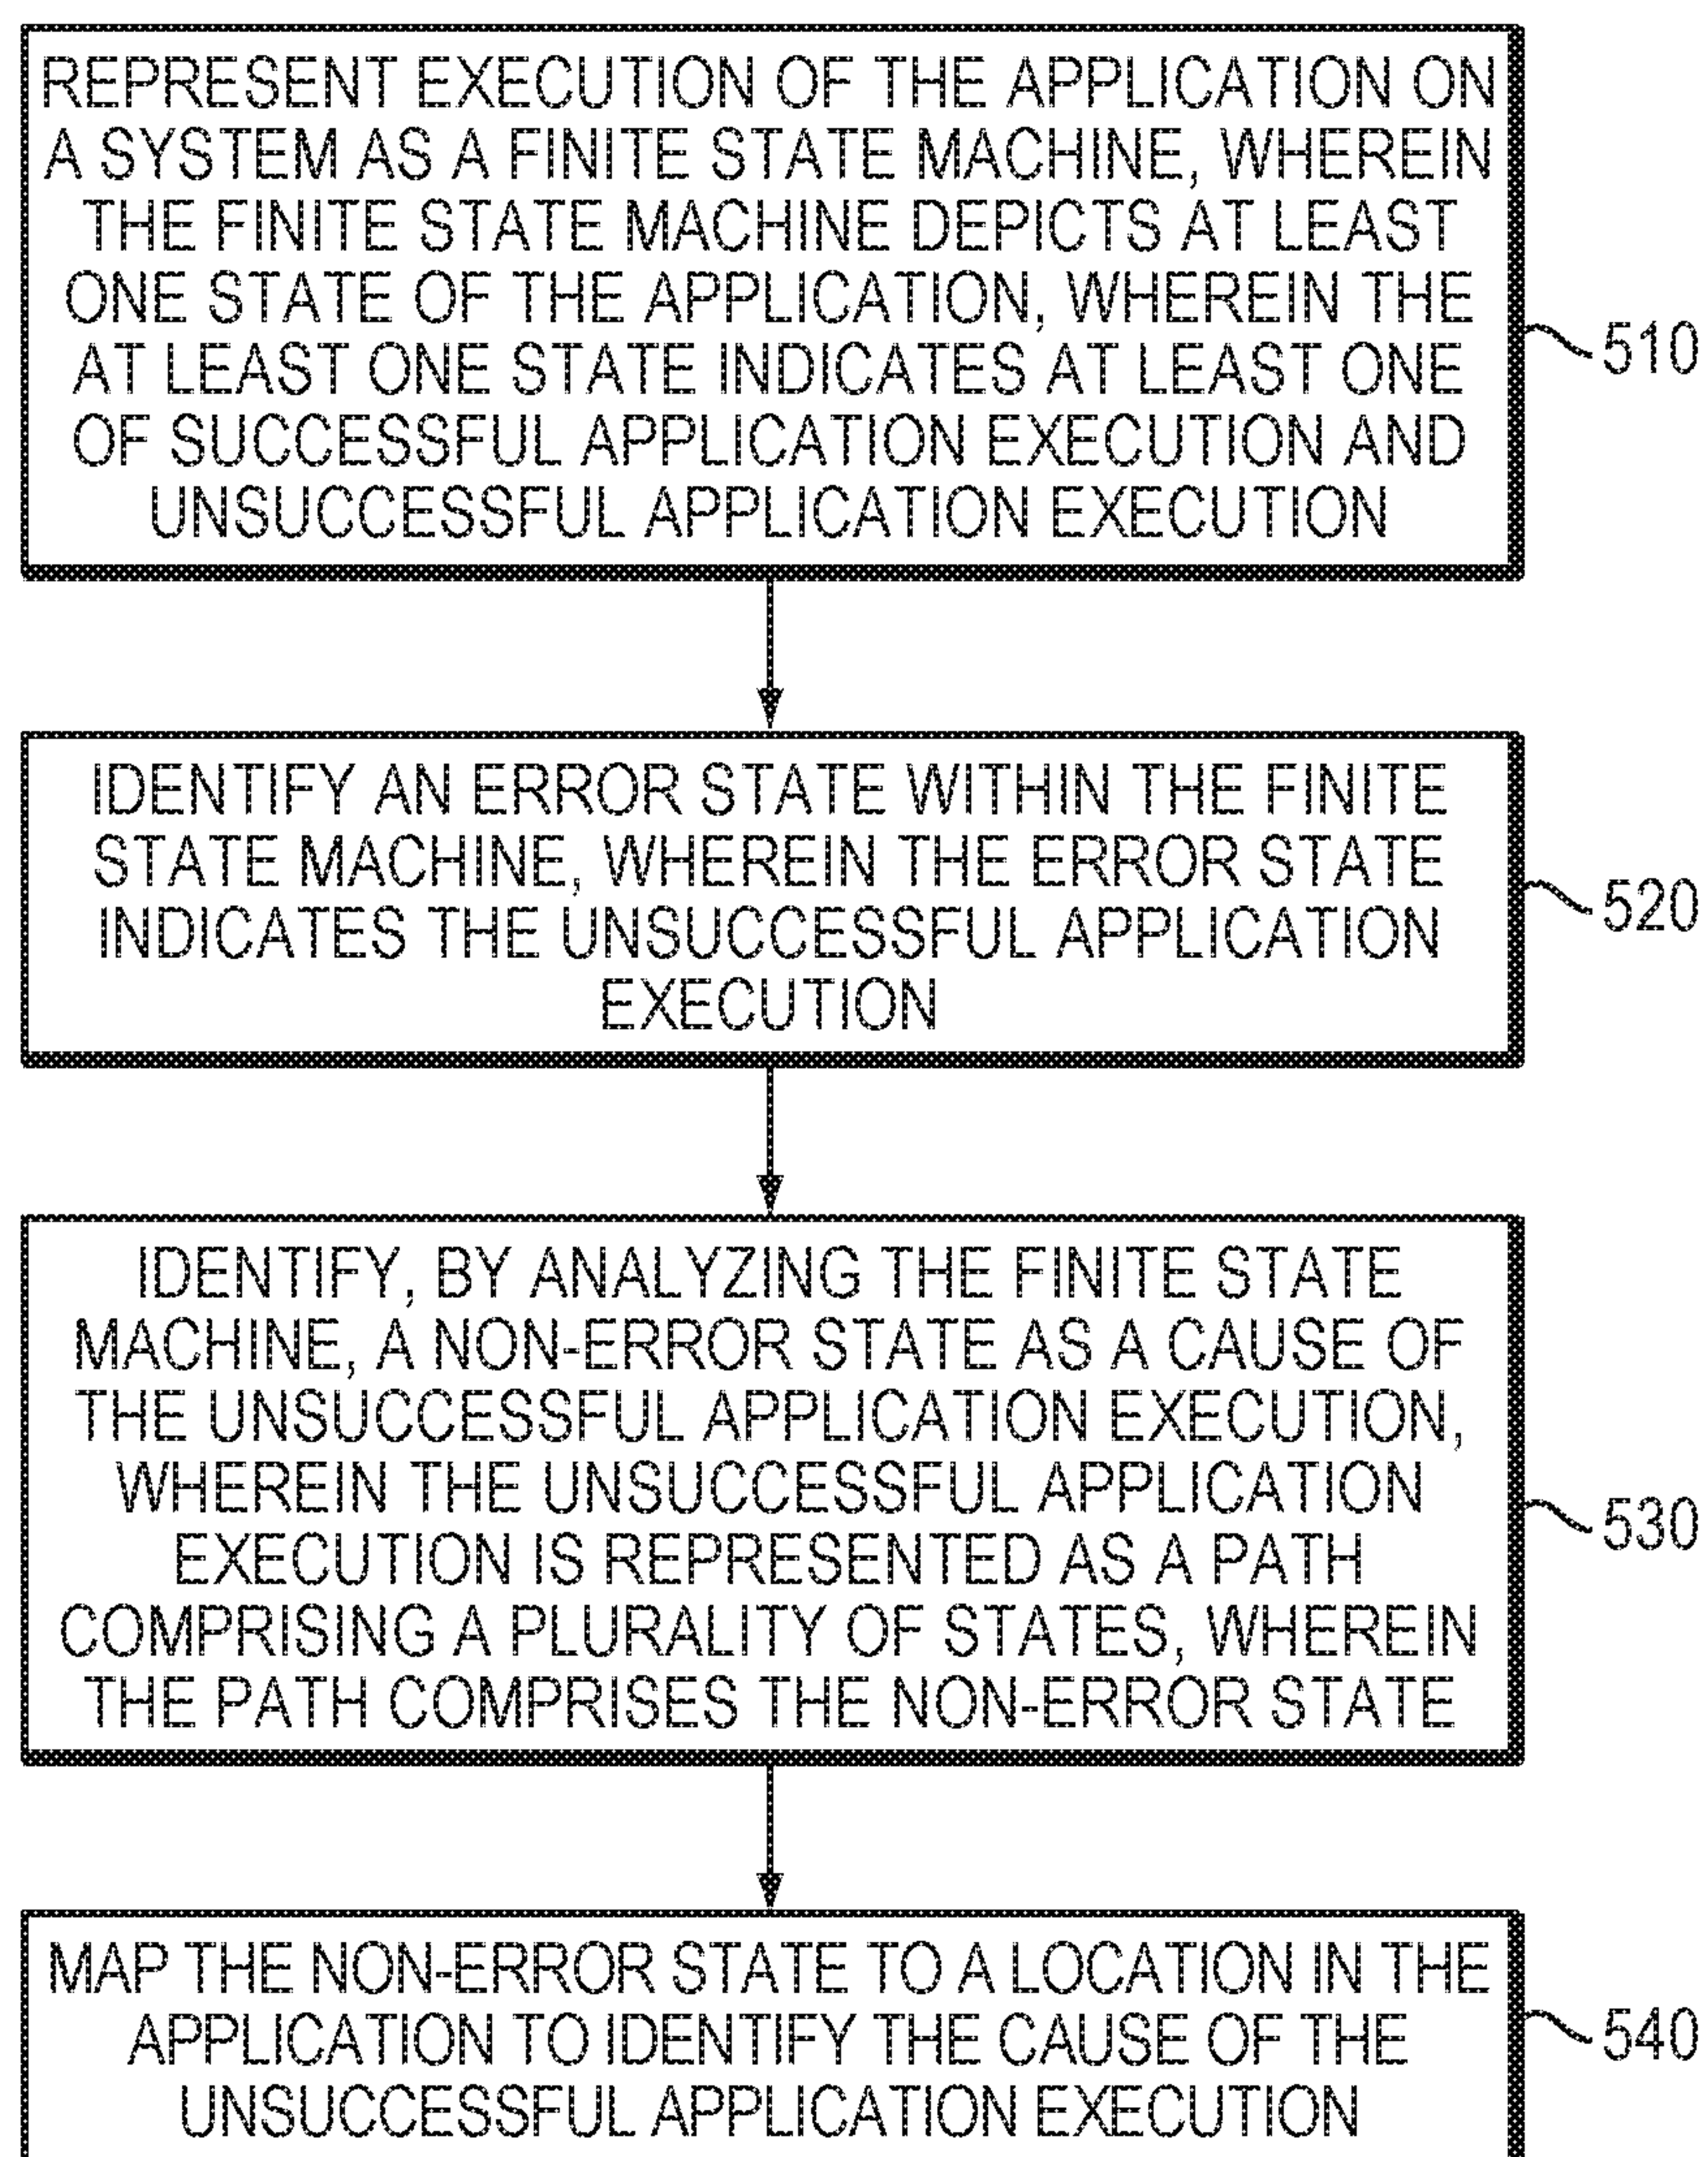 REPRESENT EXECUTION OF THE APPLICATION ON
A SYSTEM AS A FINITE STATE MACHINE, WHEREIN
THE FINITE STATE MACHINE DEPICTS AT LEAST
ONE STATE OF THE APPLICATION, WHEREIN THE
AT LEAST ONE STATE INDICATES AT LEAST ONE
OF SUCCESSFUL APPLICATION EXECUTION AND
UNSUCCESSFUL APPLICATION EXECUTION
510
IDENTIFY AN ERROR STATE WITHIN THE FINITE
STATE MACHINE, WHEREIN THE ERROR STATE
INDICATES THE UNSUCCESSFUL APPLICATION
EXECUTION
520
IDENTIFY, BY ANALYZING THE FINITE STATE
MACHINE, A NON-ERROR STATE AS A CAUSE OF
THE UNSUCCESSFUL APPLICATION EXECUTION,
WHEREIN THE UNSUCCESSFUL APPLICATION
EXECUTION IS REPRESENTED AS A PATH
COMPRISING A PLURALITY OF STATES, WHEREIN
THE PATH COMPRISES THE NON-ERROR STATE
530
MAP THE NON-ERROR STATE TO A LOCATION IN THE
APPLICATION TO IDENTIFY THE CAUSE OF THE
UNSUCCESSFUL APPLICATION EXECUTION
540